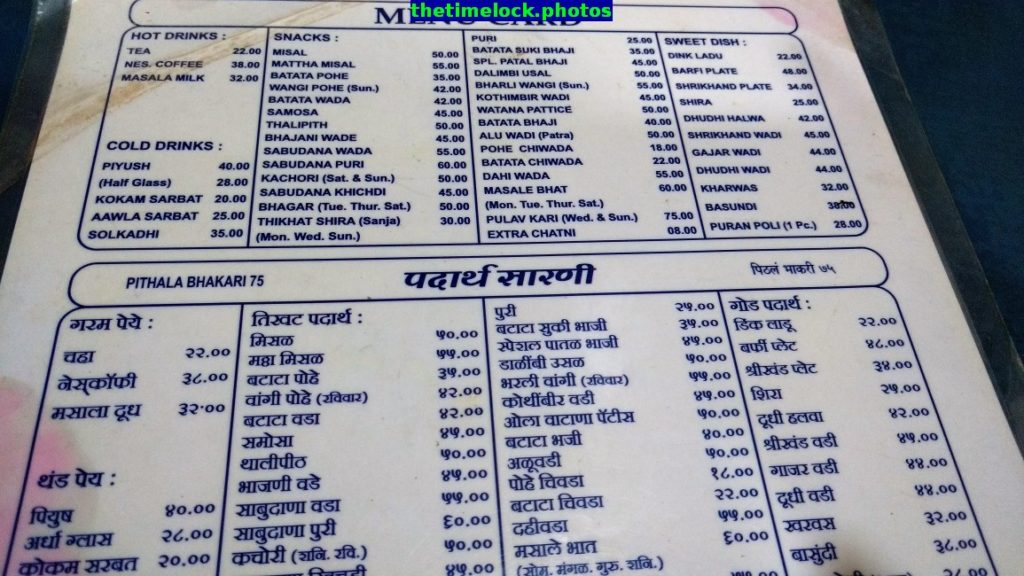 thetimelock.photos
MENU CARD
HOT DRINKS :
TEA 22.00
NES. COFFEE 38.00
MASALA MILK 32.00
COLD DRINKS :
PIYUSH 40.00
(Half Glass) 28.00
KOKAM SARBAT 20.00
AAWLA SARBAT 25.00
SOLKADHI 35.00
SNACKS :
MISAL 50.00
MATTHA MISAL 55.00
BATATA POHE 35.00
WANGI POHE (Sun.) 42.00
BATATA WADA 42.00
SAMOSA 45.00
THALIPITH 50.00
BHAJANI WADE 45.00
SABUDANA WADA 55.00
SABUDANA PURI 60.00
KACHORI (Sat. & Sun.) 50.00
SABUDANA KHICHDI 45.00
BHAGAR (Tue. Thur. Sat.) 50.00
THIKHAT SHIRA (Sanja) 30.00
(Mon. Wed. Sun.)
PURI 25.00
BATATA SUKI BHAJI 35.00
SPL. PATAL BHAJI 45.00
DALIMBI USAL 50.00
BHARLI WANGI (Sun.) 55.00
KOTHIMBIR WADI 45.00
WATANA PATTICE 50.00
BATATA BHAJI 40.00
ALU WADI (Patra) 50.00
POHE CHIWADA 18.00
BATATA CHIWADA 22.00
DAHI WADA 55.00
MASALE BHAT 60.00
(Mon. Tue. Thur. Sat.)
PULAV KARI (Wed. & Sun.) 75.00
EXTRA CHATNI 08.00
SWEET DISH :
DINK LADU 22.00
BARFI PLATE 48.00
SHRIKHAND PLATE 34.00
SHIRA 25.00
DHUDHI HALWA 42.00
SHRIKHAND WADI 45.00
GAJAR WADI 44.00
DHUDHI WADI 44.00
KHARWAS 32.00
BASUNDI 38.00
PURAN POLI (1 Pc.) 28.00
PITHALA BHAKARI 75
पदार्थ सारणी
पिठलं भाकरी ७५
गरम पेये :
चहा २२.००
नेस्कॉफी ३८.००
मसाला दूध ३२.००
थंड पेय :
पियुष ४०.००
अर्धा ग्लास २८.००
कोकम सरबत २०.००
तिखट पदार्थ :
मिसळ ५०.००
मठ्ठा मिसळ ५५.००
बटाटा पोहे ३५.००
वांगी पोहे (रविवार) ४२.००
बटाटा वडा ४२.००
समोसा ४५.००
थालीपीठ ५०.००
भाजणी वडे ४५.००
साबुदाणा वडा ५५.००
साबुदाणा पुरी ६०.००
कचोरी (शनि. रवि.) ५०.००
४५.००
पुरी २५.००
बटाटा सुकी भाजी ३५.००
स्पेशल पातळ भाजी ४५.००
डाळींबी उसळ ५०.००
भरली वांगी (रविवार) ५५.००
कोथींबीर वडी ४५.००
ओला वाटाणा पॅटीस ५०.००
बटाटा भजी ४०.००
अळूवडी ५०.००
पोहे चिवडा १८.००
बटाटा चिवडा २२.००
दहीवडा ५५.००
मसाले भात ६०.००
(सोम. मंगळ. गुरु. शनि.)
७५.००
गोड पदार्थ :
डिंक लाडू २२.००
बर्फी प्लेट ४८.००
श्रीखंड प्लेट ३४.००
शिरा २५.००
दूधी हलवा ४२.००
श्रीखंड वडी ४५.००
गाजर वडी ४४.००
दूधी वडी ४४.००
खरवस ३२.००
बासुंदी ३८.००
२८.००